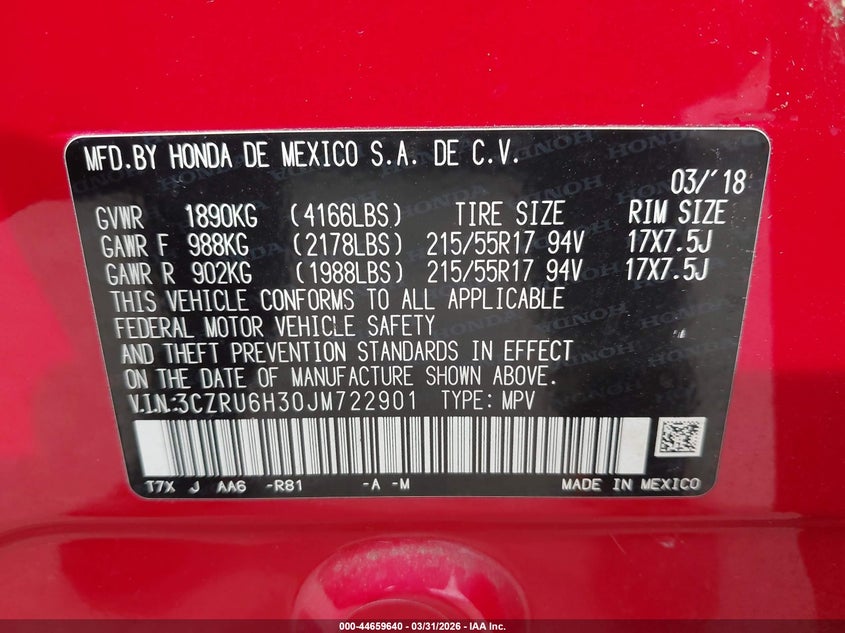 MFD.BY HONDA DE MEXICO S.A. DE C.V.
03/'18
GVWR 1890KG (4166LBS) TIRE SIZE RIM SIZE
GAWR F 988KG (2178LBS) 215/55R17 94V 17X7.5J
GAWR R 902KG (1988LBS) 215/55R17 94V 17X7.5J
THIS VEHICLE CONFORMS TO ALL APPLICABLE
FEDERAL MOTOR VEHICLE SAFETY
AND THEFT PREVENTION STANDARDS IN EFFECT
ON THE DATE OF MANUFACTURE SHOWN ABOVE.
V.I.N:3CZRU6H30JM722901 TYPE: MPV
T7X J AA6 -R81 -A -M MADE IN MEXICO
000-44659640 - 03/31/2026 - IAA Inc.